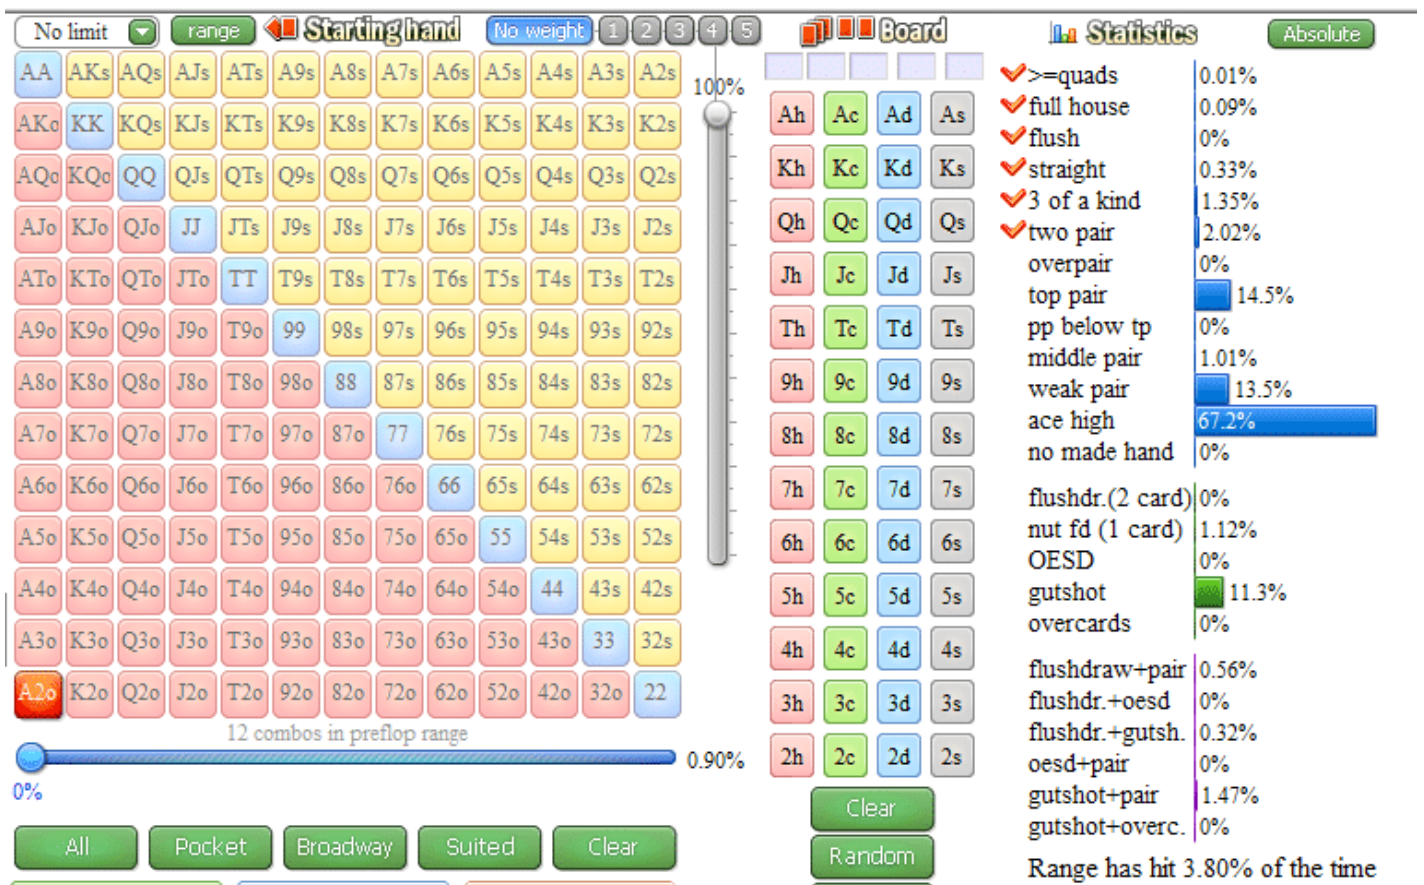 No limit range Starting hand No weight 1 2 3 4 5 Board Statistics Absolute
AA AKs AQs AJs ATs A9s A8s A7s A6s A5s A4s A3s A2s
AKo KK KQs KJs KTs K9s K8s K7s K6s K5s K4s K3s K2s
AQo KQo QQ QJs QTs Q9s Q8s Q7s Q6s Q5s Q4s Q3s Q2s
AJo KJo QJo JJ JTs J9s J8s J7s J6s J5s J4s J3s J2s
ATo KTo QTo JTo TT T9s T8s T7s T6s T5s T4s T3s T2s
A9o K9o Q9o J9o T9o 99 98s 97s 96s 95s 94s 93s 92s
A8o K8o Q8o J8o T8o 98o 88 87s 86s 85s 84s 83s 82s
A7o K7o Q7o J7o T7o 97o 87o 77 76s 75s 74s 73s 72s
A6o K6o Q6o J6o T6o 96o 86o 76o 66 65s 64s 63s 62s
A5o K5o Q5o J5o T5o 95o 85o 75o 65o 55 54s 53s 52s
A4o K4o Q4o J4o T4o 94o 84o 74o 64o 54o 44 43s 42s
A3o K3o Q3o J3o T3o 93o 83o 73o 63o 53o 43o 33 32s
A2o K2o Q2o J2o T2o 92o 82o 72o 62o 52o 42o 32o 22
12 combos in preflop range
0.90%
0%
All Pocket Broadway Suited Clear
100%
Ah Ac Ad As
Kh Kc Kd Ks
Qh Qc Qd Qs
Jh Jc Jd Js
Th Tc Td Ts
9h 9c 9d 9s
8h 8c 8d 8s
7h 7c 7d 7s
6h 6c 6d 6s
5h 5c 5d 5s
4h 4c 4d 4s
3h 3c 3d 3s
2h 2c 2d 2s
Clear
Random
>=quads 0.01%
full house 0.09%
flush 0%
straight 0.33%
3 of a kind 1.35%
two pair 2.02%
overpair 0%
top pair 14.5%
pp below tp 0%
middle pair 1.01%
weak pair 13.5%
ace high 67.2%
no made hand 0%
flushdr.(2 card) 0%
nut fd (1 card) 1.12%
OESD 0%
gutshot 11.3%
overcards 0%
flushdraw+pair 0.56%
flushdr.+oesd 0%
flushdr.+gutsh. 0.32%
oesd+pair 0%
gutshot+pair 1.47%
gutshot+overc. 0%
Range has hit 3.80% of the time